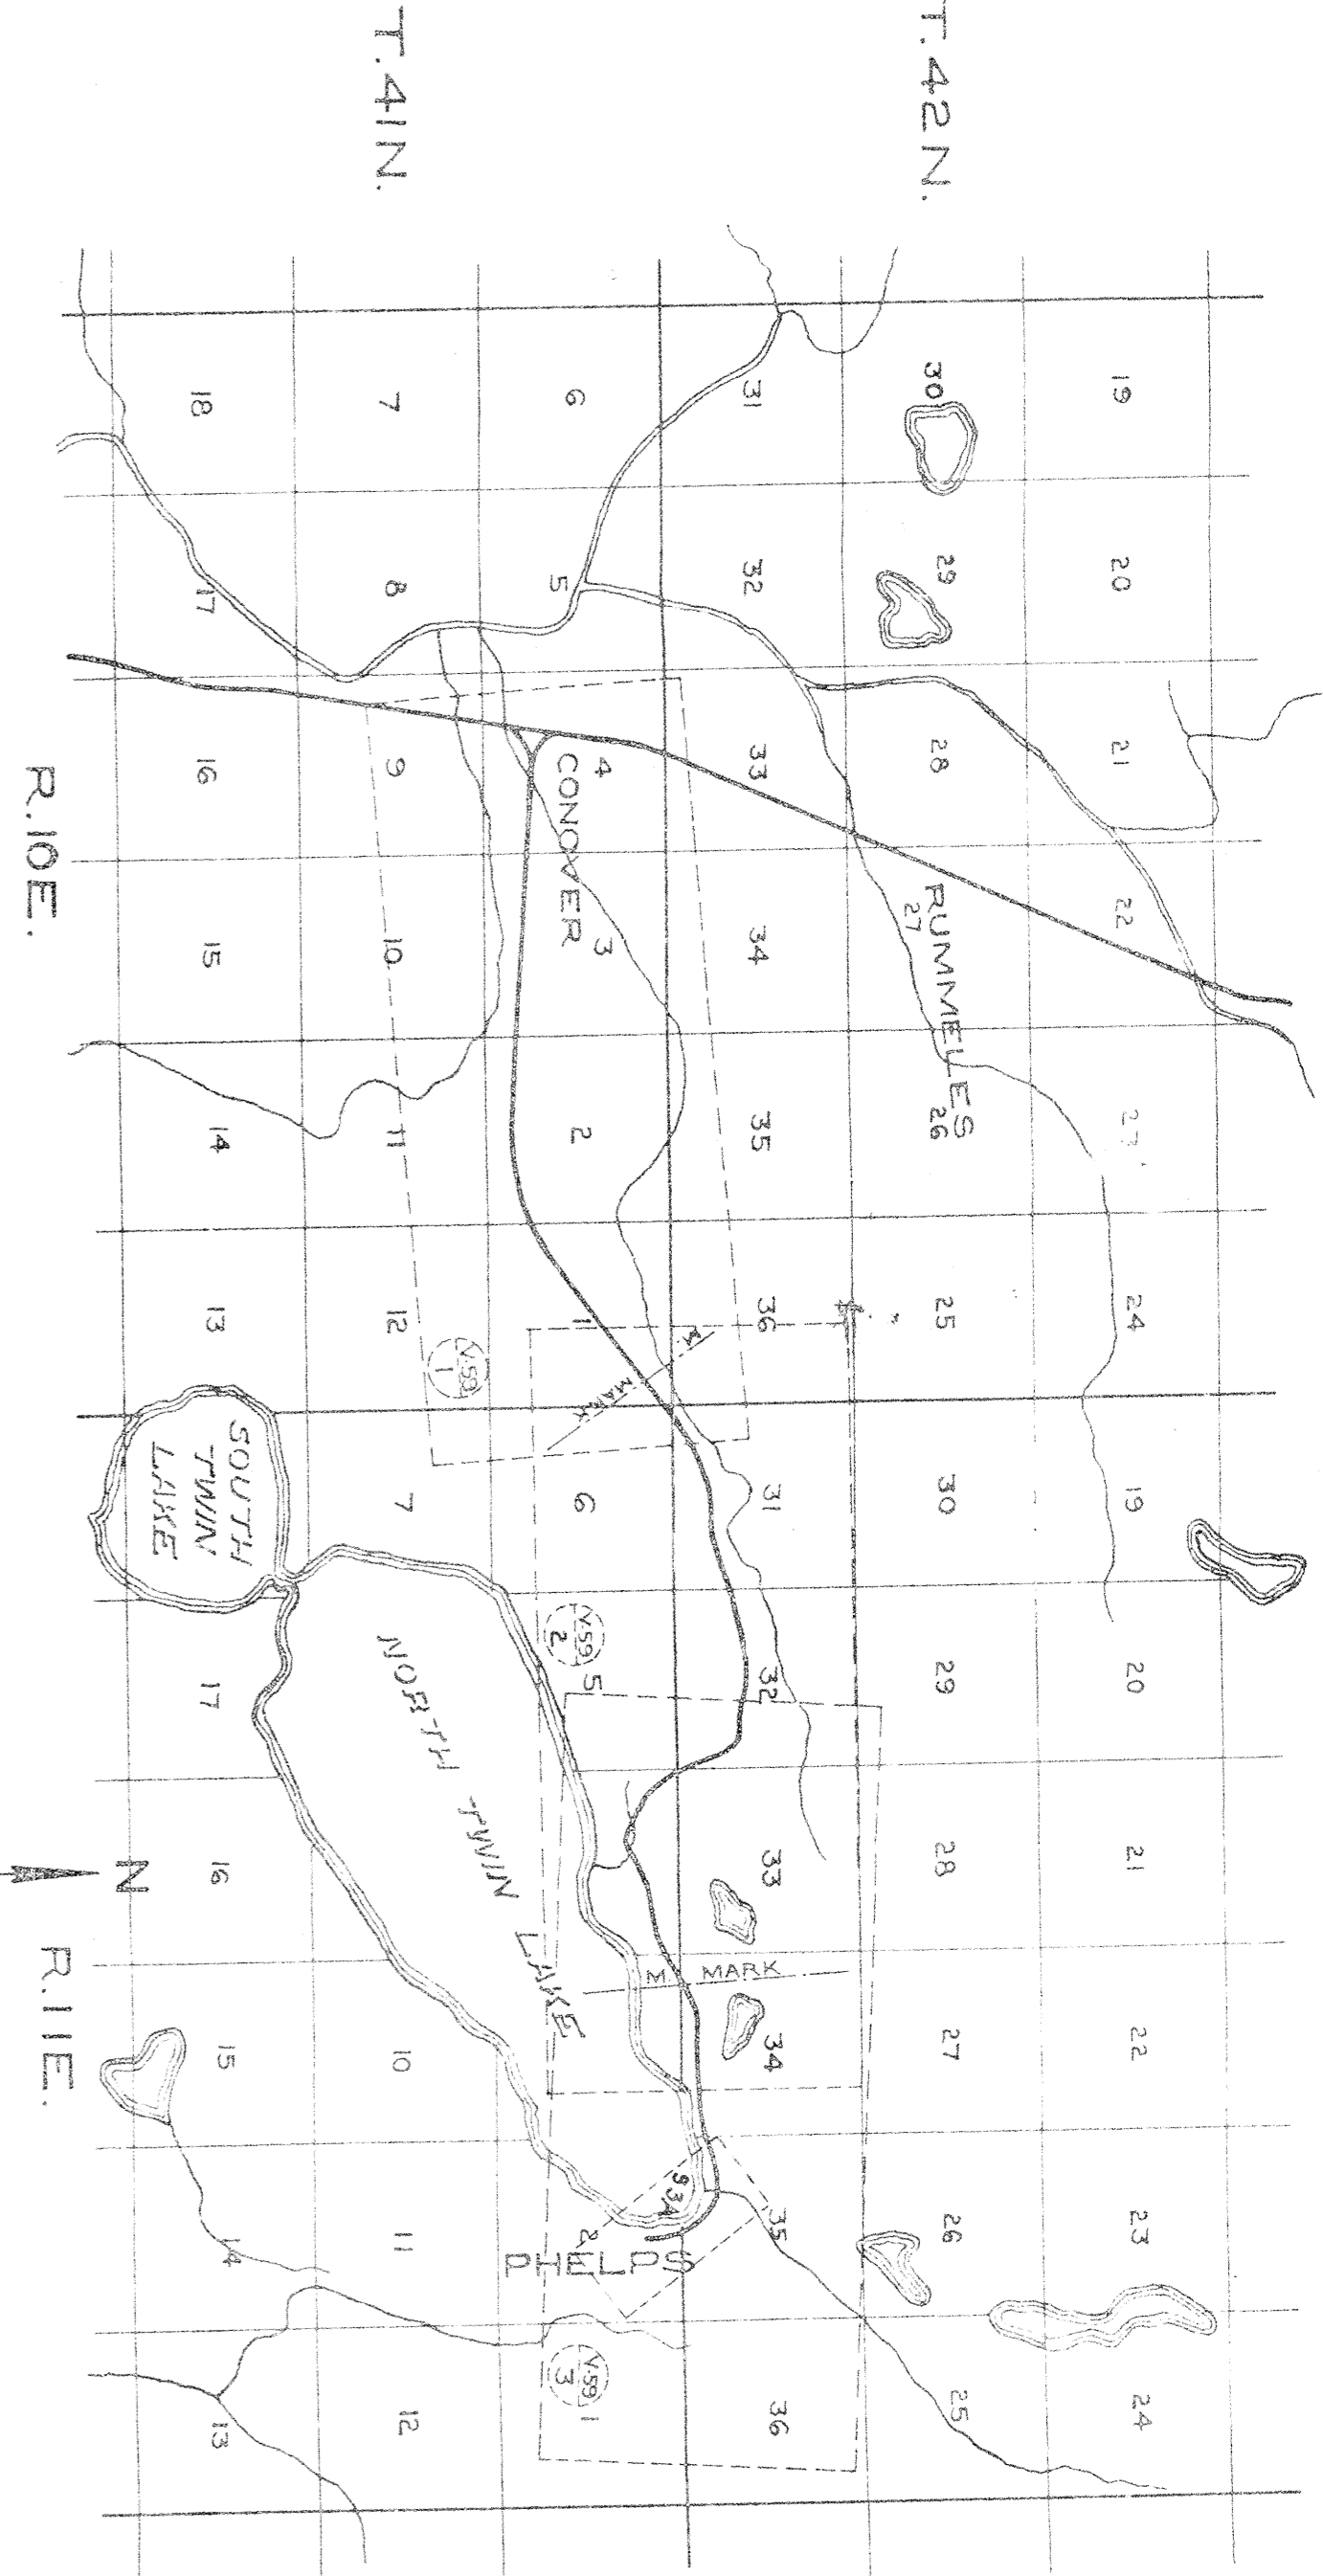 19 20 21 22 23 24 19 20 21 22 23 24
T.42N.
30 29 28 27 26 25 30 29 28 27 26 25
RUMMELLES
31 32 33 34 35 36 31 32 33 34 35 36
MARK
M MARK
93A
6 5 4 3 2 1 6 5 2 1
CONOVER
PHELPS
V-59
2
V-59
3
V-59
1
T.41N.
7 8 9 10 11 12 7 10 11 12
NORTH TWIN LAKE
18 17 16 15 14 13 17 16 15 14 13
SOUTH
TWIN
LAKE
N
R.10E.
R.11E.